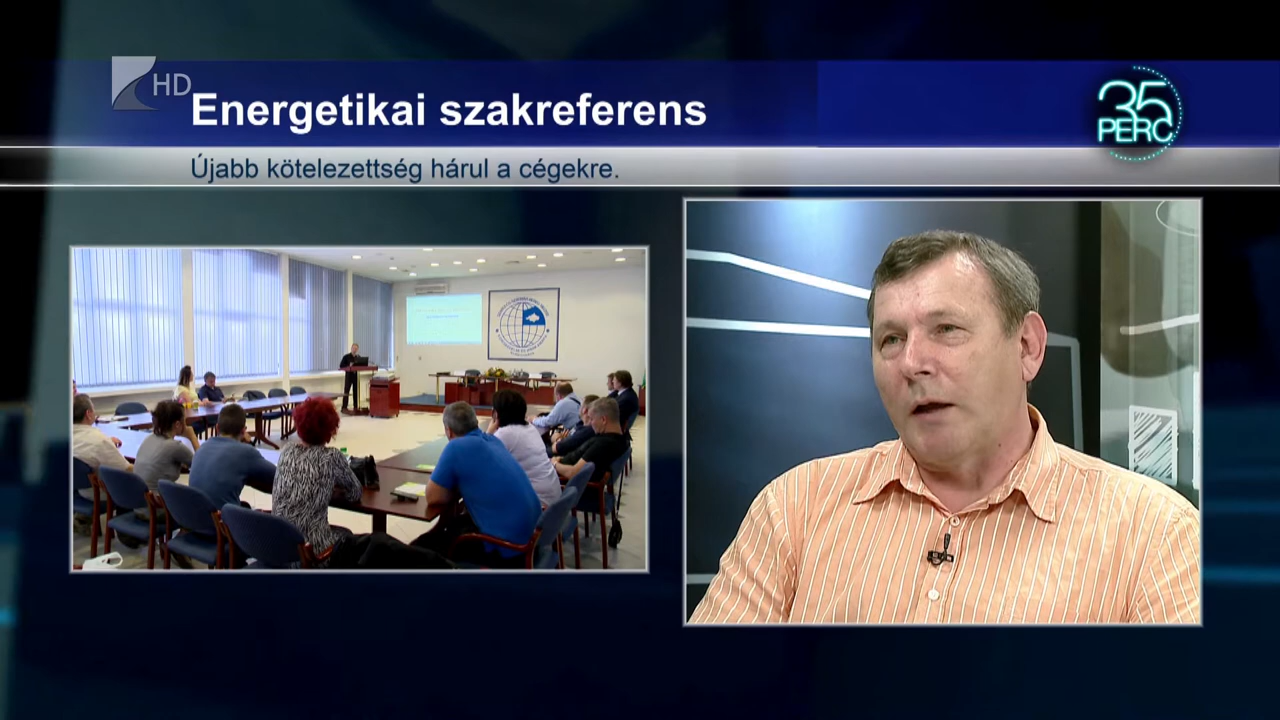 HD
Energetikai szakreferens
35
PERC
Újabb kötelezettség hárul a cégekre.